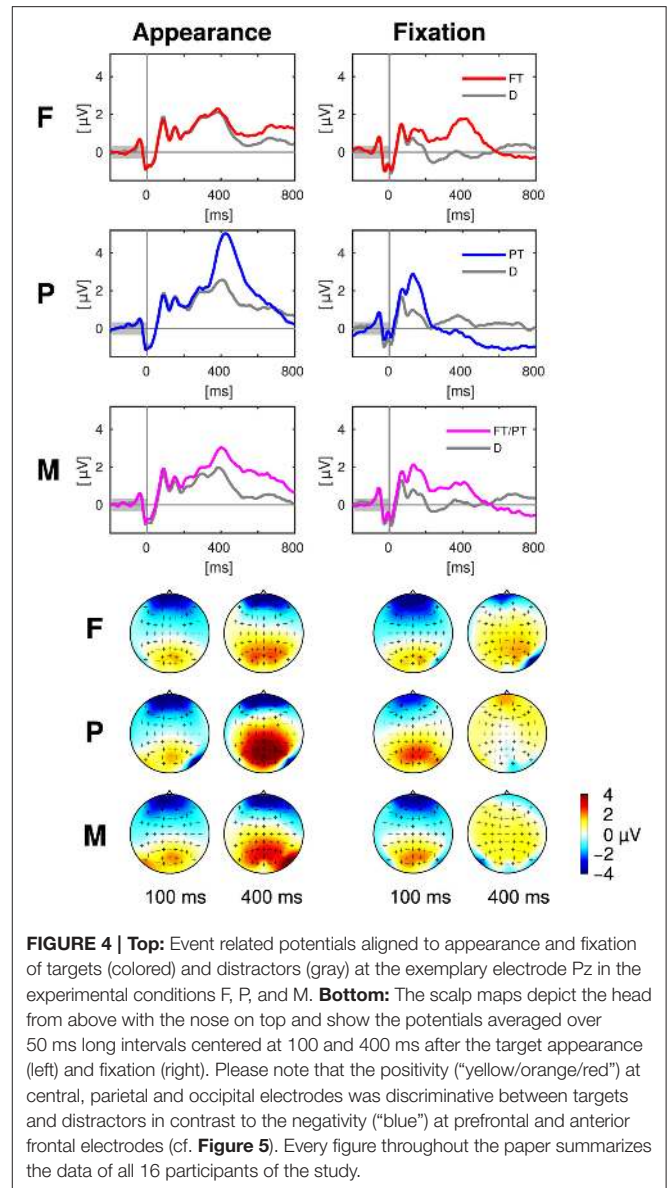 Appearance Fixation
F
[µV]
4
2
0
0 400 800
[ms]
[µV]
4
2
0
FT
D
0 400 800
[ms]
P
[µV]
4
2
0
0 400 800
[ms]
[µV]
4
2
0
PT
D
0 400 800
[ms]
M
[µV]
4
2
0
0 400 800
[ms]
[µV]
4
2
0
FT/PT
D
0 400 800
[ms]
F
P
M
4
2
0 µV
−2
−4
100 ms 400 ms 100 ms 400 ms
FIGURE 4 | Top: Event related potentials aligned to appearance and fixation
of targets (colored) and distractors (gray) at the exemplary electrode Pz in the
experimental conditions F, P, and M. Bottom: The scalp maps depict the head
from above with the nose on top and show the potentials averaged over
50 ms long intervals centered at 100 and 400 ms after the target appearance
(left) and fixation (right). Please note that the positivity (“yellow/orange/red”) at
central, parietal and occipital electrodes was discriminative between targets
and distractors in contrast to the negativity (“blue”) at prefrontal and anterior
frontal electrodes (cf. Figure 5). Every figure throughout the paper summarizes
the data of all 16 participants of the study.